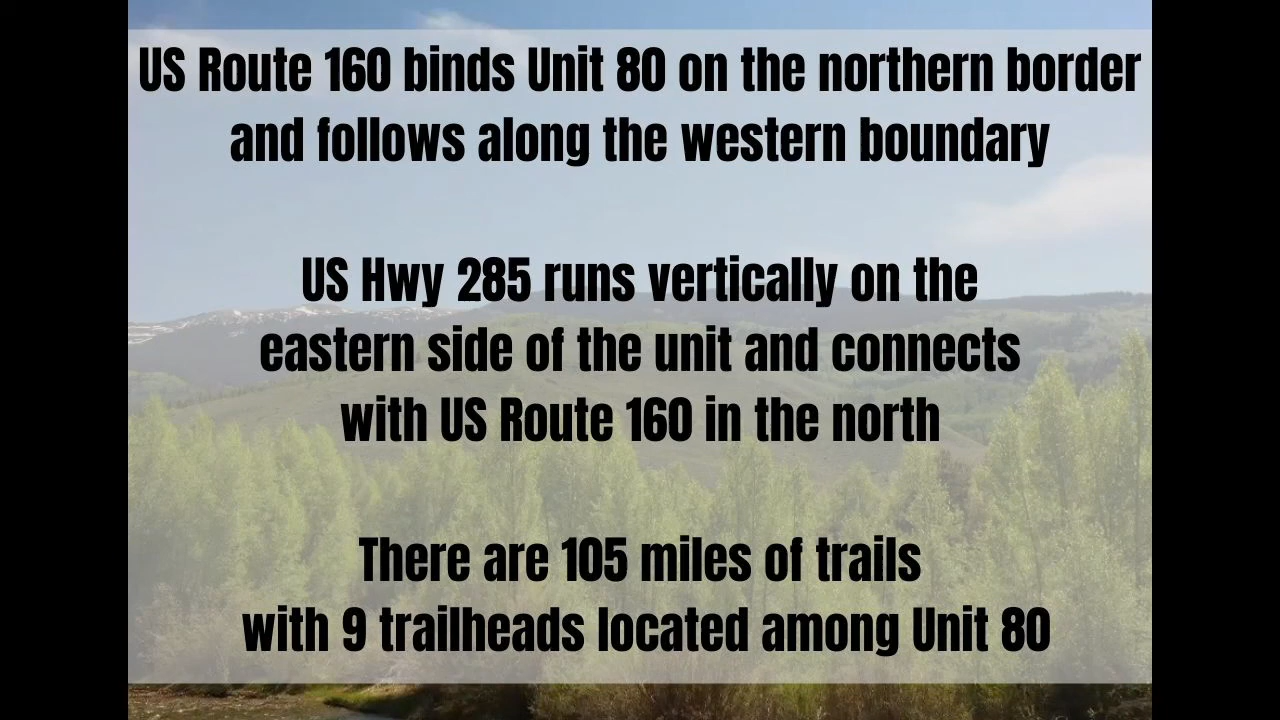 US Route 160 binds Unit 80 on the northern border
and follows along the western boundary
US Hwy 285 runs vertically on the
eastern side of the unit and connects
with US Route 160 in the north
There are 105 miles of trails
with 9 trailheads located among Unit 80